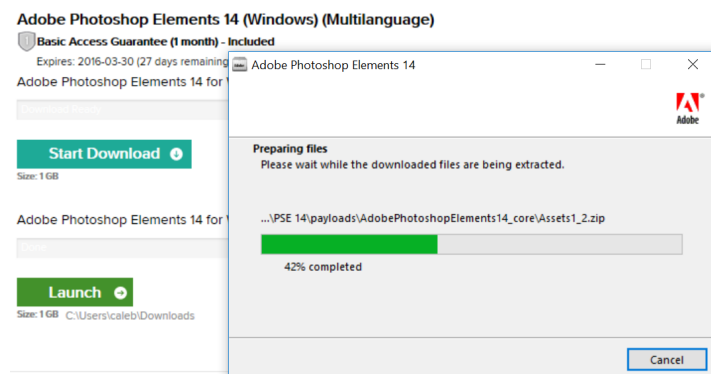 Adobe Photoshop Elements 14 (Windows) (Multilanguage)
1 Basic Access Guarantee (1 month) - Included
Expires: 2016-03-30 (27 days remaining
Adobe Photoshop Elements 14 for
Download Ready
Start Download
Size: 1 GB
Adobe Photoshop Elements 14 for
Done
Launch
Size: 1 GB C:\Users\caleb\Downloads
Adobe Photoshop Elements 14
Adobe
Preparing files
Please wait while the downloaded files are being extracted.
...\PSE 14\payloads\AdobePhotoshopElements14_core\Assets1_2.zip
42% completed
Cancel